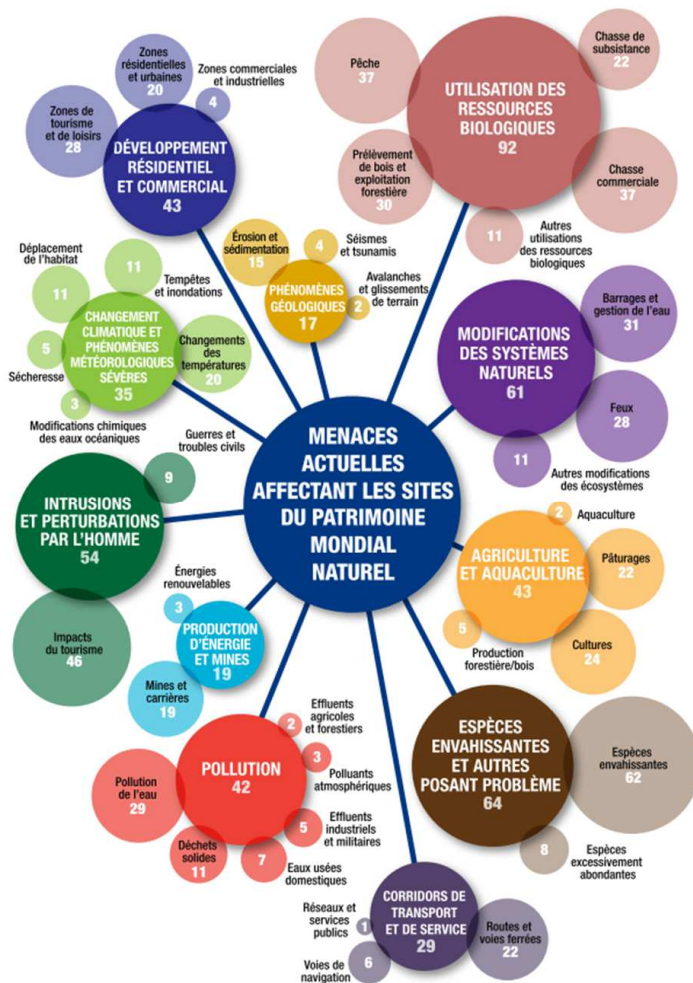 MENACES
ACTUELLES
AFFECTANT LES SITES
DU PATRIMOINE
MONDIAL
NATUREL
Zones
résidentielles
et urbaines
20
Zones commerciales
et industrielles
4
Zones de
tourisme
et de loisirs
28
DÉVELOPPEMENT
RÉSIDENTIEL
ET COMMERCIAL
43
Pêche
37
Chasse de
subsistance
22
UTILISATION DES
RESSOURCES
BIOLOGIQUES
92
Prélèvement
de bois et
exploitation
forestière
30
Chasse
commerciale
37
11
Autres
utilisations
des ressources
biologiques
Érosion et
sédimentation
15
4
Séismes
et tsunamis
PHÉNOMÈNES
GÉOLOGIQUES
17
Avalanches et
glissements
de terrain
2
Déplacement
de l'habitat
11
11
Tempêtes et
inondations
CHANGEMENT
CLIMATIQUE ET
PHÉNOMÈNES
MÉTÉOROLOGIQUES
SÉVÈRES
35
5
Sécheresse
Changements
des
températures
20
3
Modifications chimiques
des eaux océaniques
MODIFICATIONS
DES SYSTÈMES
NATURELS
61
Barrages et
gestion de l'eau
31
Feux
28
11
Autres modifications
des écosystèmes
Guerres et
troubles civils
9
INTRUSIONS
ET PERTURBATIONS
PAR L'HOMME
54
Impacts
du tourisme
46
2
Aquaculture
AGRICULTURE
ET AQUACULTURE
43
Pâturages
22
5
Production
forestière/bois
Cultures
24
Énergies
renouvelables
3
PRODUCTION
D'ÉNERGIE
ET MINES
19
Mines et
carrières
19
ESPÈCES
ENVAHISSANTES
ET AUTRES
POSANT PROBLÈME
64
Espèces
envahissantes
62
8
Espèces
excessivement
abondantes
2
Effluents
agricoles
et forestiers
POLLUTION
42
3
Polluants
atmosphériques
Pollution
de l'eau
29
5
Effluents
industriels
et militaires
Déchets
solides
11
7
Eaux usées
domestiques
CORRIDORS DE
TRANSPORT
ET DE SERVICE
29
Réseaux et
services
publics
1
Voies de
navigation
6
Routes et
voies ferrées
22